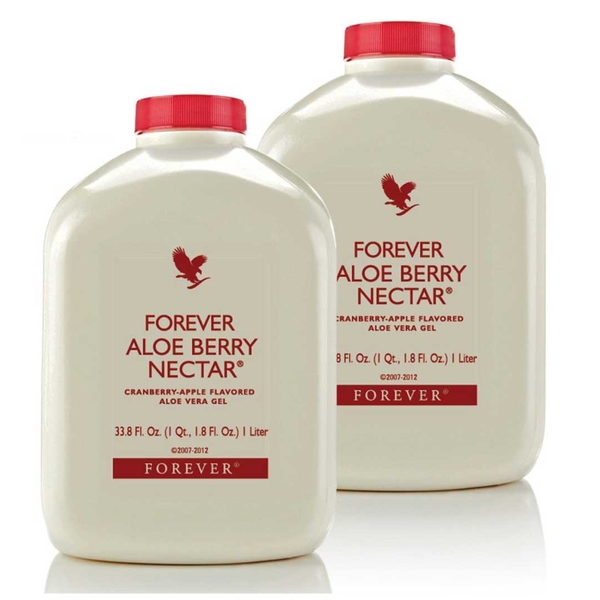 FOREVER
ALOE BERRY
NECTAR®
CRANBERRY-APPLE FLAVORED
ALOE VERA GEL
33.8 Fl. Oz. (1 Qt., 1.8 Fl. Oz.) 1 Liter
©2007-2012
FOREVER®
FOREVER
ALOE BERRY
NECTAR®
CRANBERRY-APPLE FLAVORED
ALOE VERA GEL
8 Fl. Oz. (1 Qt., 1.8 Fl. Oz.) 1 Liter
©2007-2012
FOREVER®